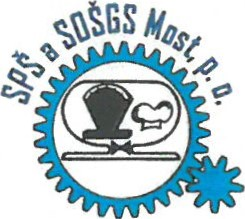 SPŠ a SOŠGS Most, p. o.